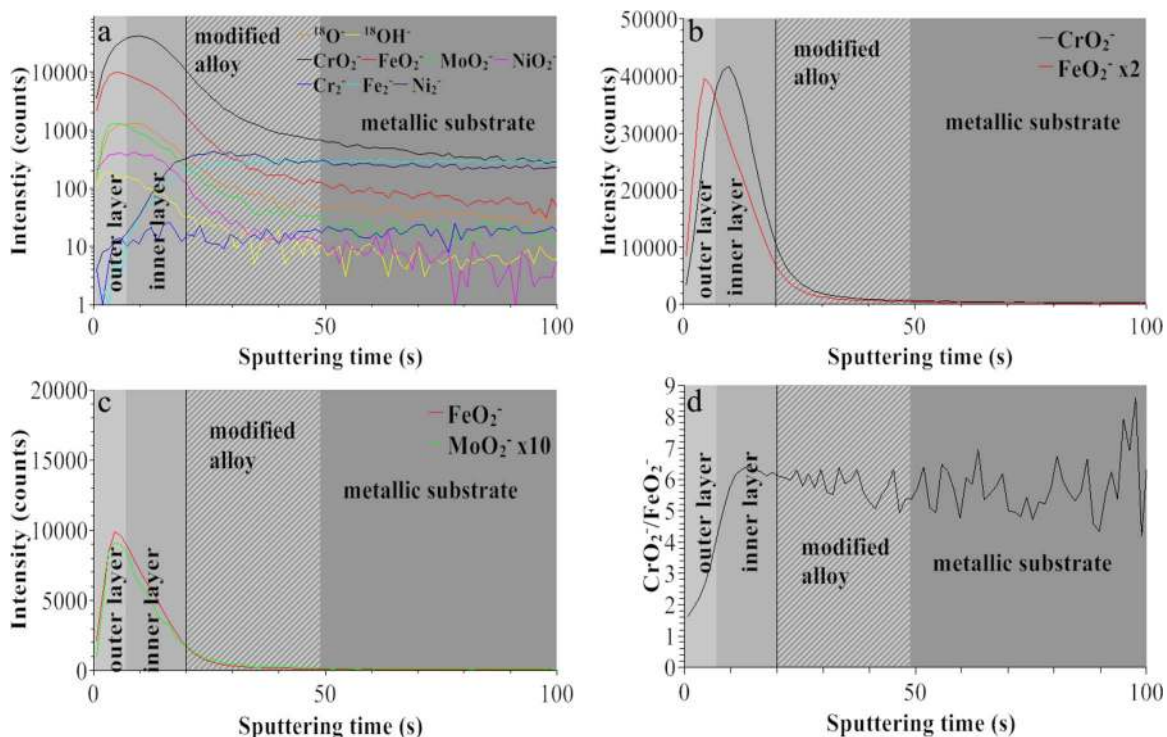 a
modified
alloy
¹⁸O⁻ ¹⁸OH⁻
CrO₂⁻ FeO₂⁻ MoO₂⁻ NiO₂⁻
Cr₂⁻ Fe₂⁻ Ni₂⁻
metallic substrate
outer layer
inner layer
10000
1000
100
10
1
Intenstiy (counts)
0 50 100
Sputtering time (s)
b
CrO₂⁻
FeO₂⁻ x2
metallic substrate
modified
alloy
outer layer
inner layer
50000
40000
30000
20000
10000
0
Intensity (counts)
0 50 100
Sputtering time (s)
c
FeO₂⁻
MoO₂⁻ x10
modified
alloy
metallic substrate
outer layer
inner layer
20000
15000
10000
5000
0
Intensity (counts)
0 50 100
Sputtering time (s)
d
outer layer
inner layer
modified
alloy
metallic substrate
9
8
7
6
5
4
3
2
1
0
CrO₂⁻/FeO₂⁻
0 50 100
Sputtering time (s)